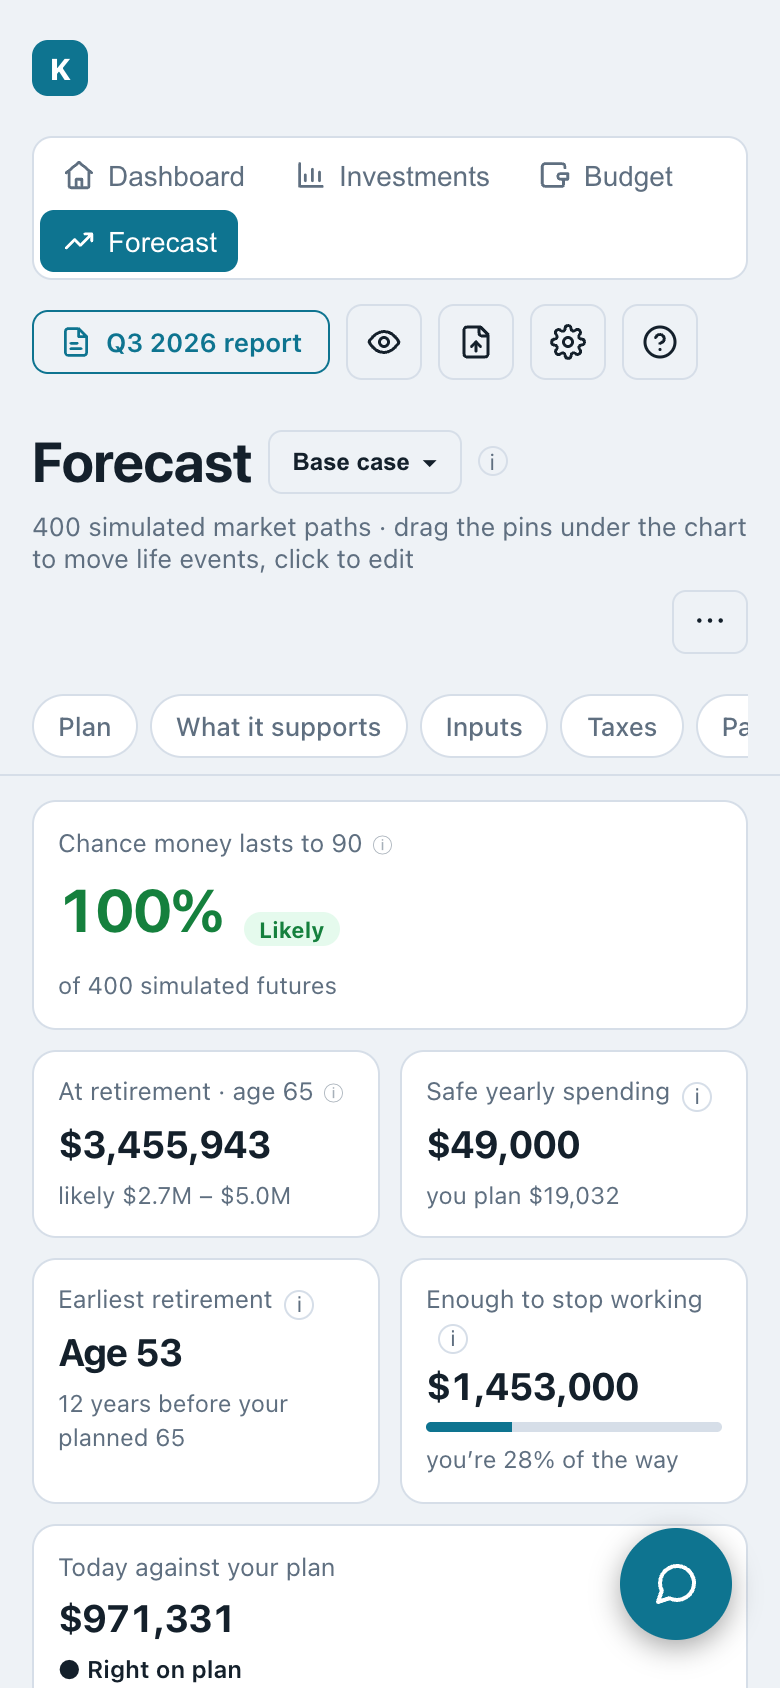 K
Dashboard Investments Budget
Forecast
Q3 2026 report
Forecast Base case
400 simulated market paths · drag the pins under the chart
to move life events, click to edit
Plan What it supports Inputs Taxes Pa
Chance money lasts to 90
100% Likely
of 400 simulated futures
At retirement · age 65
$3,455,943
likely $2.7M – $5.0M
Safe yearly spending
$49,000
you plan $19,032
Earliest retirement
Age 53
12 years before your
planned 65
Enough to stop working
$1,453,000
you’re 28% of the way
Today against your plan
$971,331
Right on plan